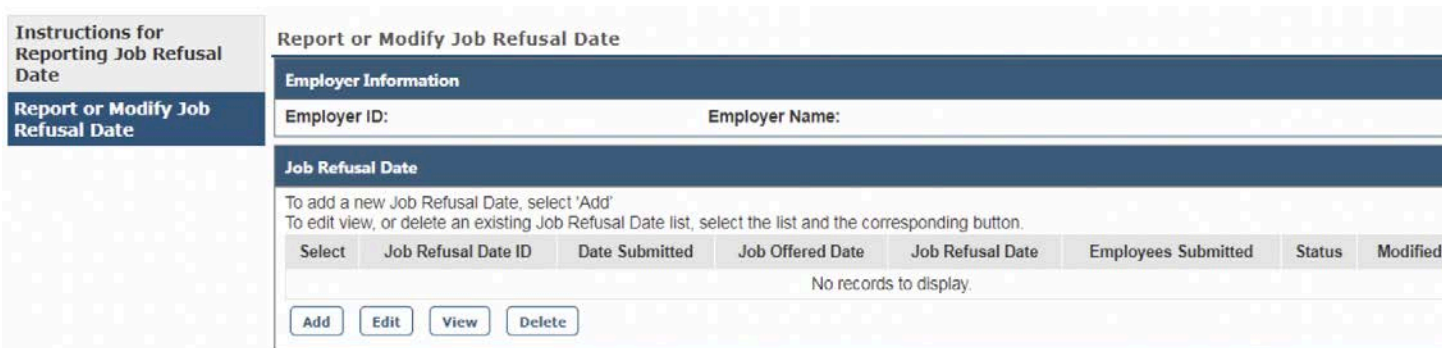 Instructions for
Reporting Job Refusal
Date
Report or Modify Job
Refusal Date
Report or Modify Job Refusal Date
Employer Information
Employer ID: Employer Name:
Job Refusal Date
To add a new Job Refusal Date, select 'Add'
To edit view, or delete an existing Job Refusal Date list, select the list and the corresponding button.
Select Job Refusal Date ID Date Submitted Job Offered Date Job Refusal Date Employees Submitted Status Modified
No records to display.
Add Edit View Delete